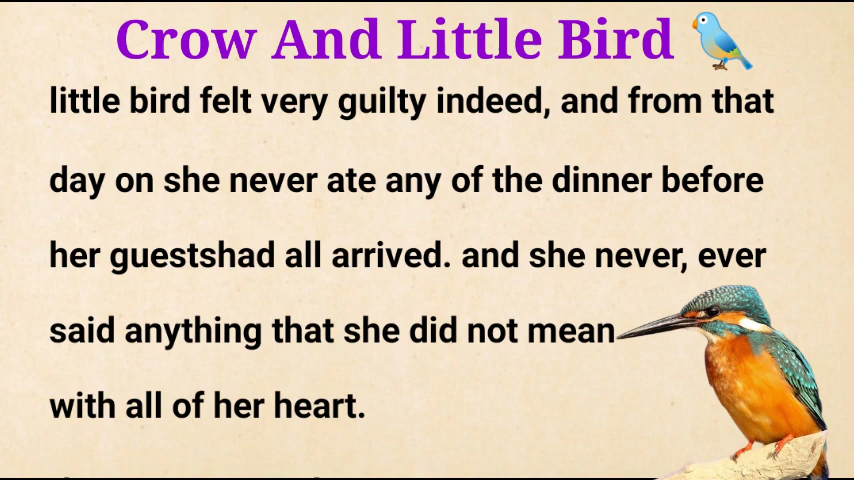 Crow And Little Bird
little bird felt very guilty indeed, and from that
day on she never ate any of the dinner before
her guestshad all arrived. and she never, ever
said anything that she did not mean
with all of her heart.